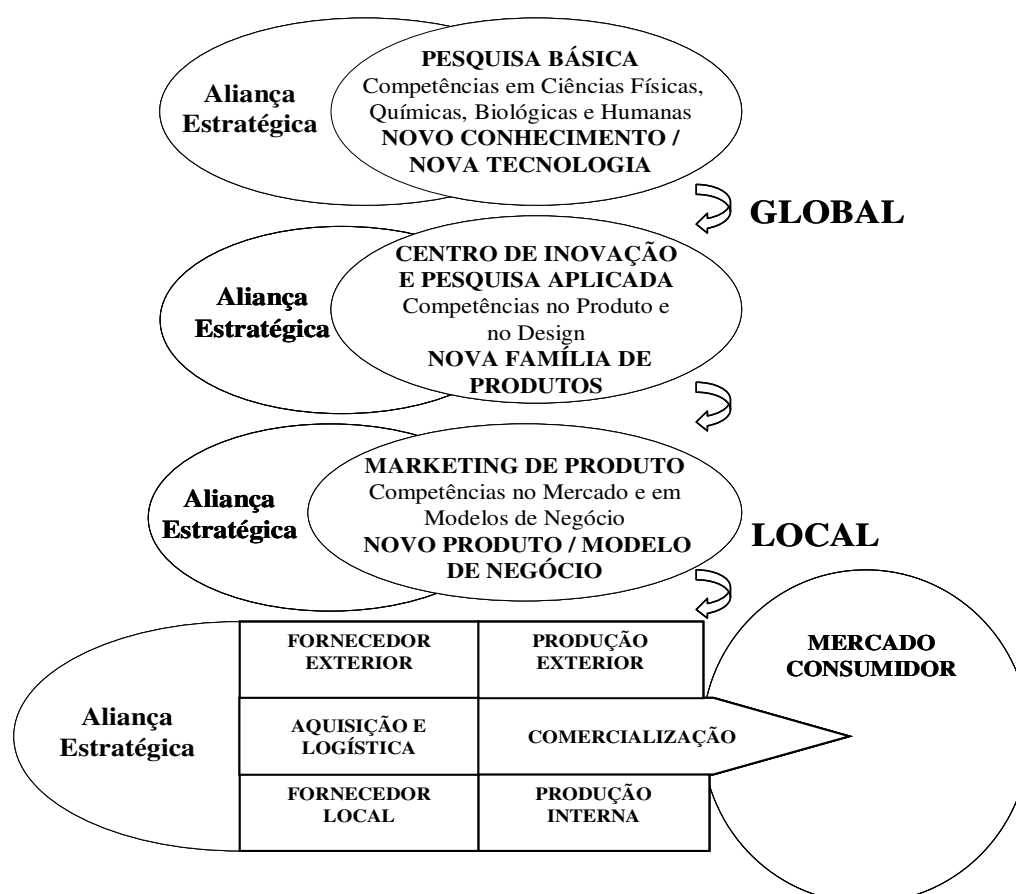 Aliança
Estratégica
PESQUISA BÁSICA
Competências em Ciências Físicas,
Químicas, Biológicas e Humanas
NOVO CONHECIMENTO /
NOVA TECNOLOGIA
GLOBAL
Aliança
Estratégica
CENTRO DE INOVAÇÃO
E PESQUISA APLICADA
Competências no Produto e
no Design
NOVA FAMÍLIA DE
PRODUTOS
Aliança
Estratégica
MARKETING DE PRODUTO
Competências no Mercado e em
Modelos de Negócio
NOVO PRODUTO / MODELO
DE NEGÓCIO
LOCAL
Aliança
Estratégica
FORNECEDOR
EXTERIOR
PRODUÇÃO
EXTERIOR
AQUISIÇÃO E
LOGÍSTICA
COMERCIALIZAÇÃO
FORNECEDOR
LOCAL
PRODUÇÃO
INTERNA
MERCADO
CONSUMIDOR